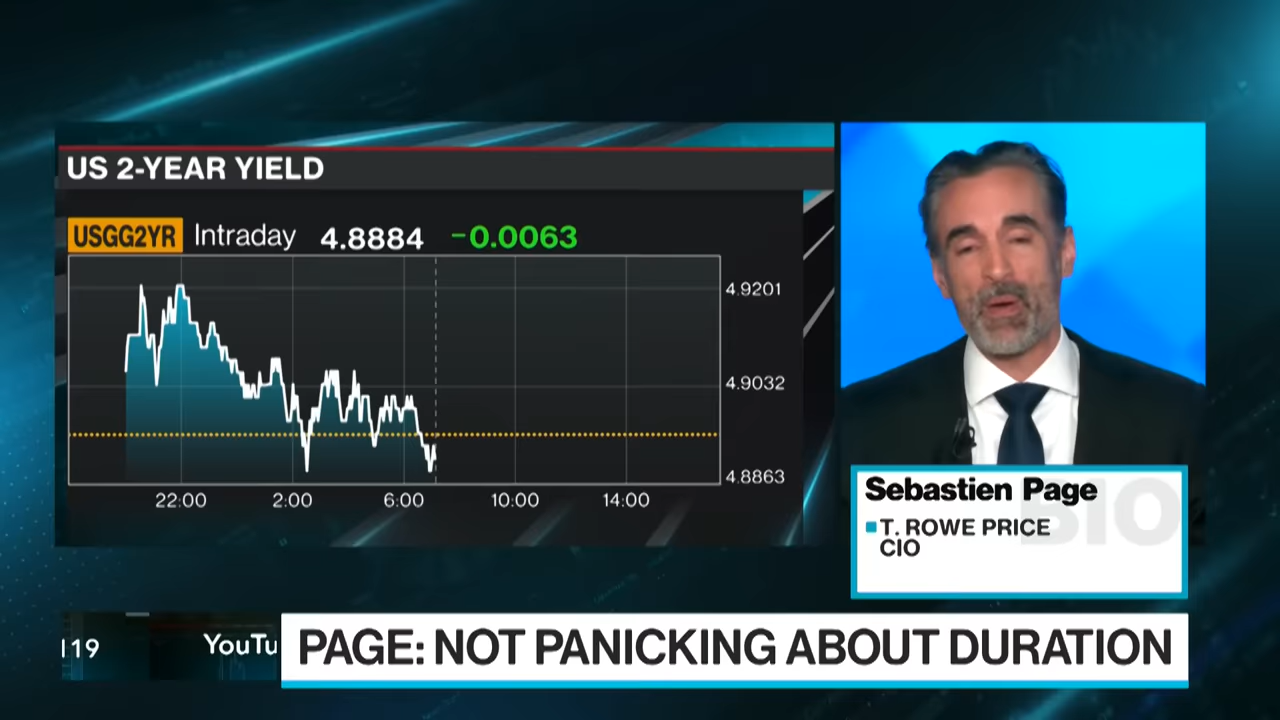 US 2-YEAR YIELD
USGG2YR Intraday 4.8884 -0.0063
4.9201
4.9032
4.8863
22:00 2:00 6:00 10:00 14:00
Sebastien Page
BIO
T. ROWE PRICE
CIO
119 YouTu
PAGE: NOT PANICKING ABOUT DURATION